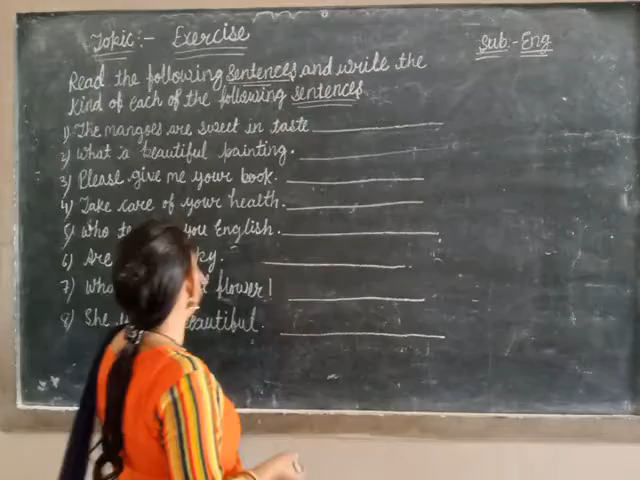 Topic:- Exercise
Sub.- Eng
Read the following sentences and write the
kind of each of the following sentences
1) The mangoes are sweet in taste
2) What a beautiful painting.
3) Please give me your book.
4) Take care of your health.
5) Who you English.
6) Are
7) flower!
8) She beautiful.